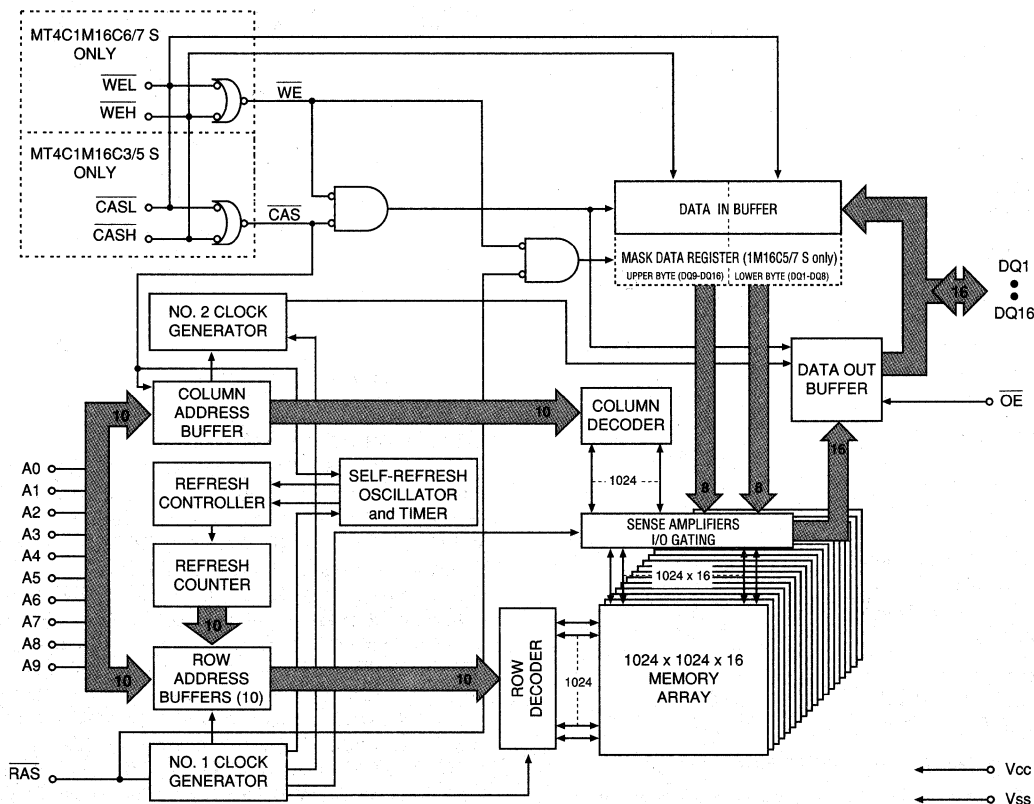 MT4C1M16C6/7 S
ONLY
WEL
WEH
WE
MT4C1M16C3/5 S
ONLY
CASL
CASH
CAS
DATA IN BUFFER
MASK DATA REGISTER (1M16C5/7 S only)
UPPER BYTE (DQ9-DQ16)
LOWER BYTE (DQ1-DQ8)
16
DQ1
DQ16
NO. 2 CLOCK
GENERATOR
DATA OUT
BUFFER
OE
COLUMN
ADDRESS
BUFFER
10
10
COLUMN
DECODER
16
A0
A1
A2
A3
A4
A5
A6
A7
A8
A9
REFRESH
CONTROLLER
SELF-REFRESH
OSCILLATOR
and TIMER
1024
8
8
SENSE AMPLIFIERS
I/O GATING
REFRESH
COUNTER
1024 x 16
10
10
ROW
ADDRESS
BUFFERS (10)
10
ROW
DECODER
1024
1024 x 1024 x 16
MEMORY
ARRAY
RAS
NO. 1 CLOCK
GENERATOR
Vcc
Vss